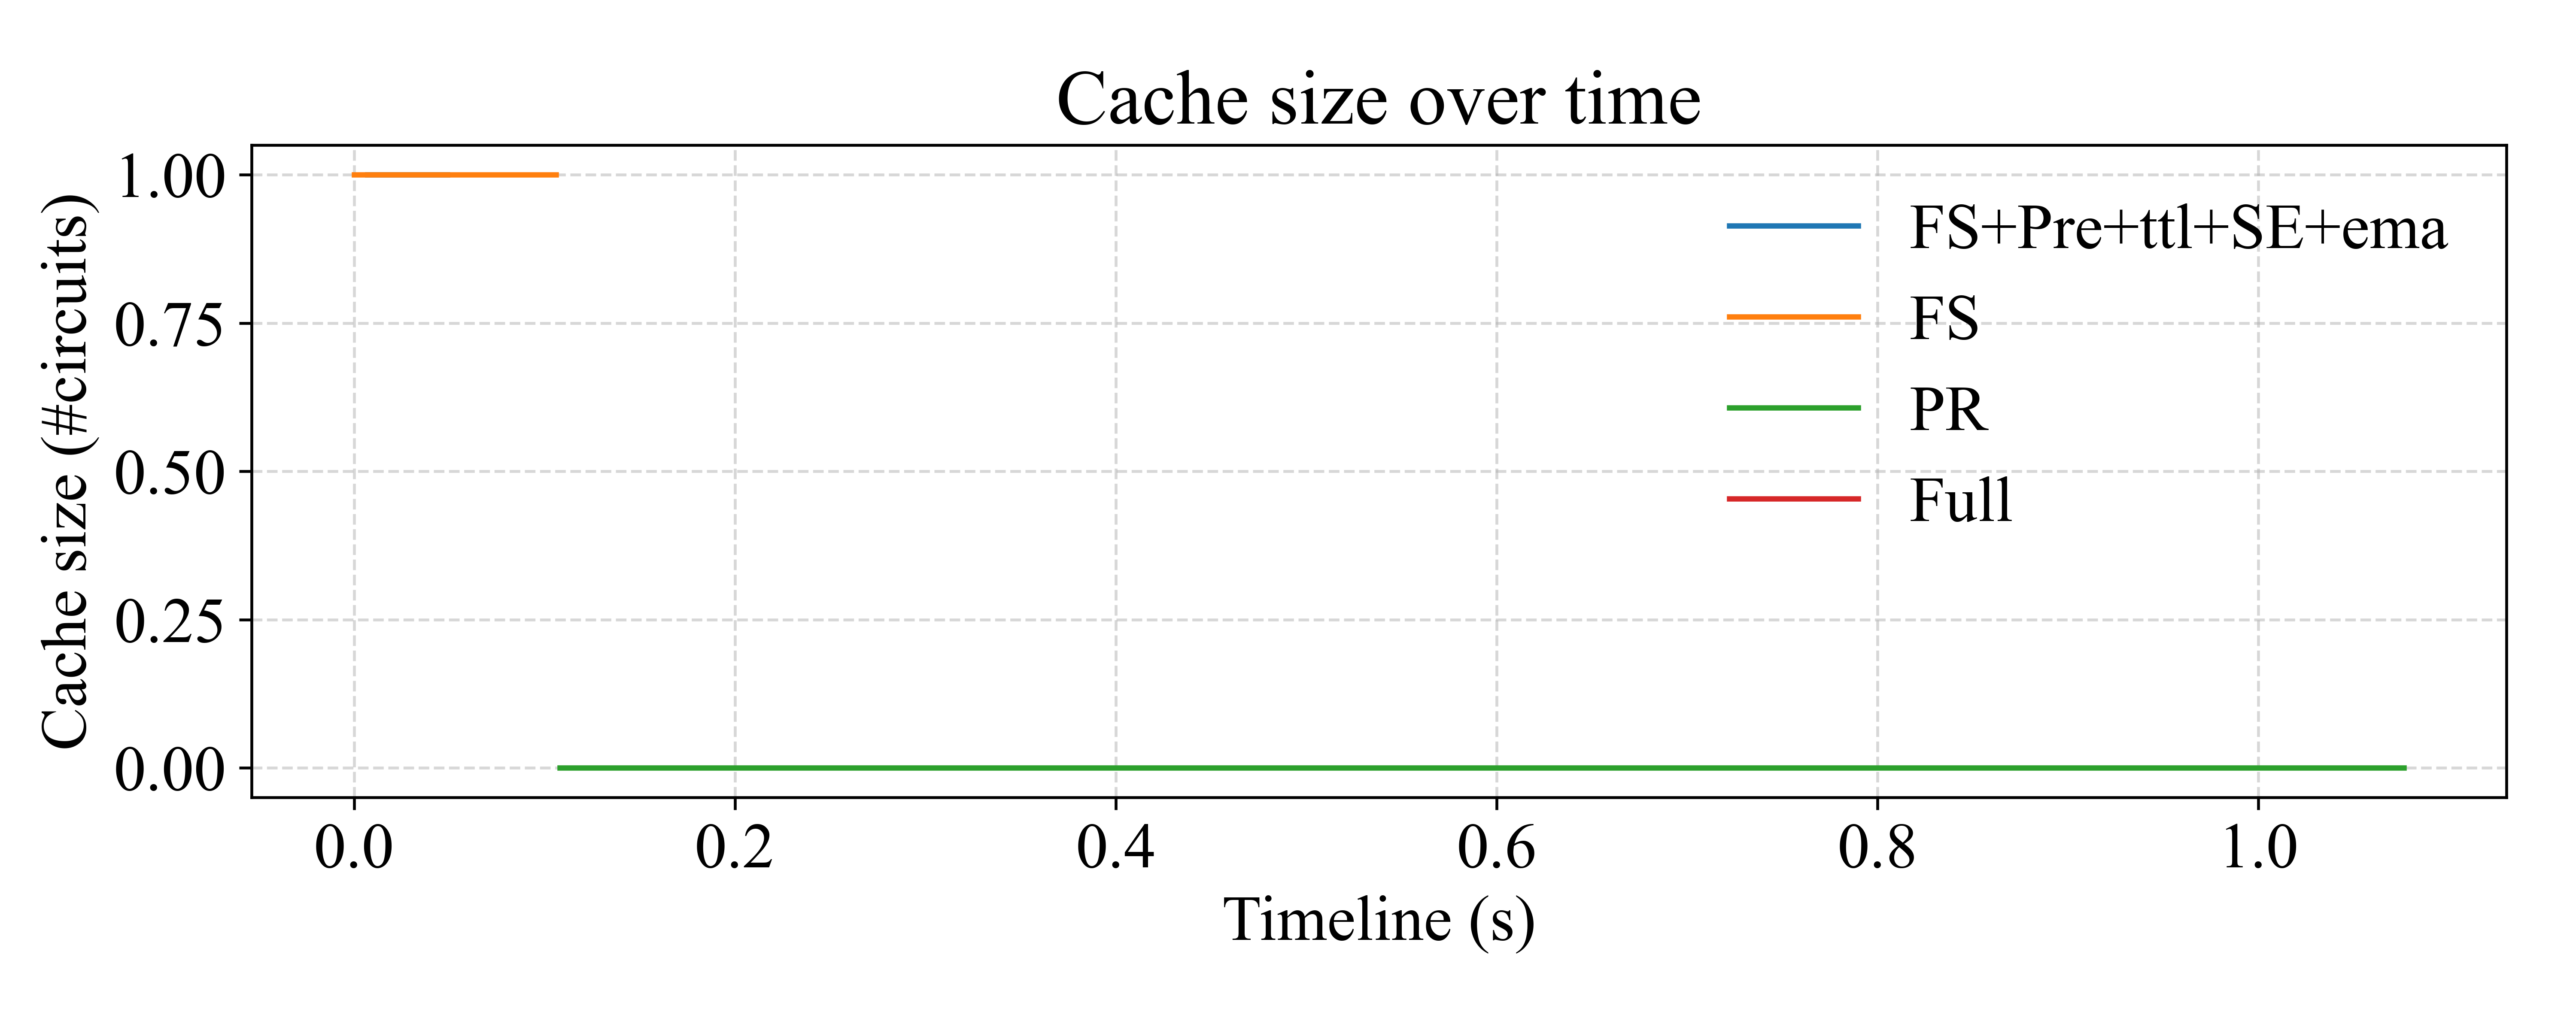 Cache size over time
Cache size (#circuits)
1.00
0.75
0.50
0.25
0.00
FS+Pre+ttl+SE+ema
FS
PR
Full
0.0 0.2 0.4 0.6 0.8 1.0
Timeline (s)